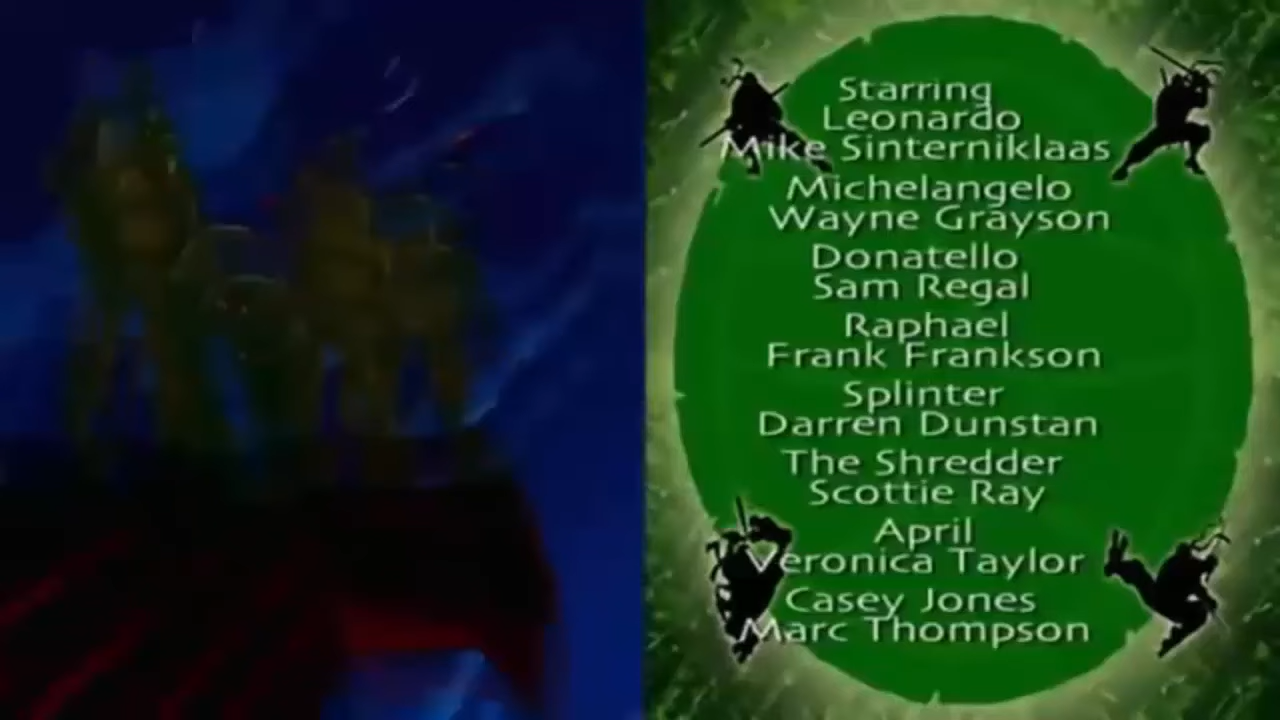 Starring
Leonardo
Mike Sinterniklaas
Michelangelo
Wayne Grayson
Donatello
Sam Regal
Raphael
Frank Frankson
Splinter
Darren Dunstan
The Shredder
Scottie Ray
April
Veronica Taylor
Casey Jones
Marc Thompson